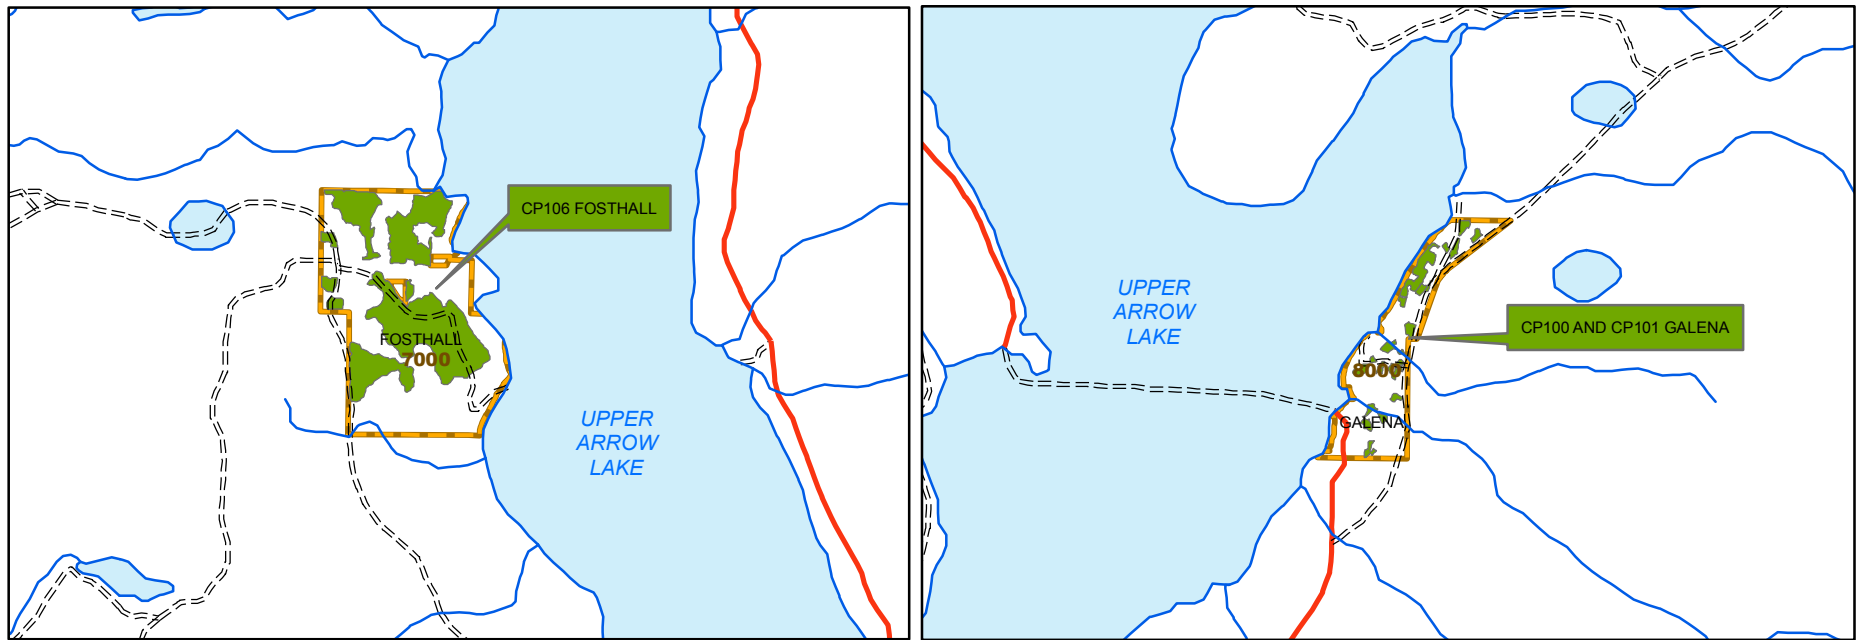 CP106 FOSTHALL
FOSTHALL
7000
UPPER
ARROW
LAKE
UPPER
ARROW
LAKE
CP100 AND CP101 GALENA
8000
GALENA